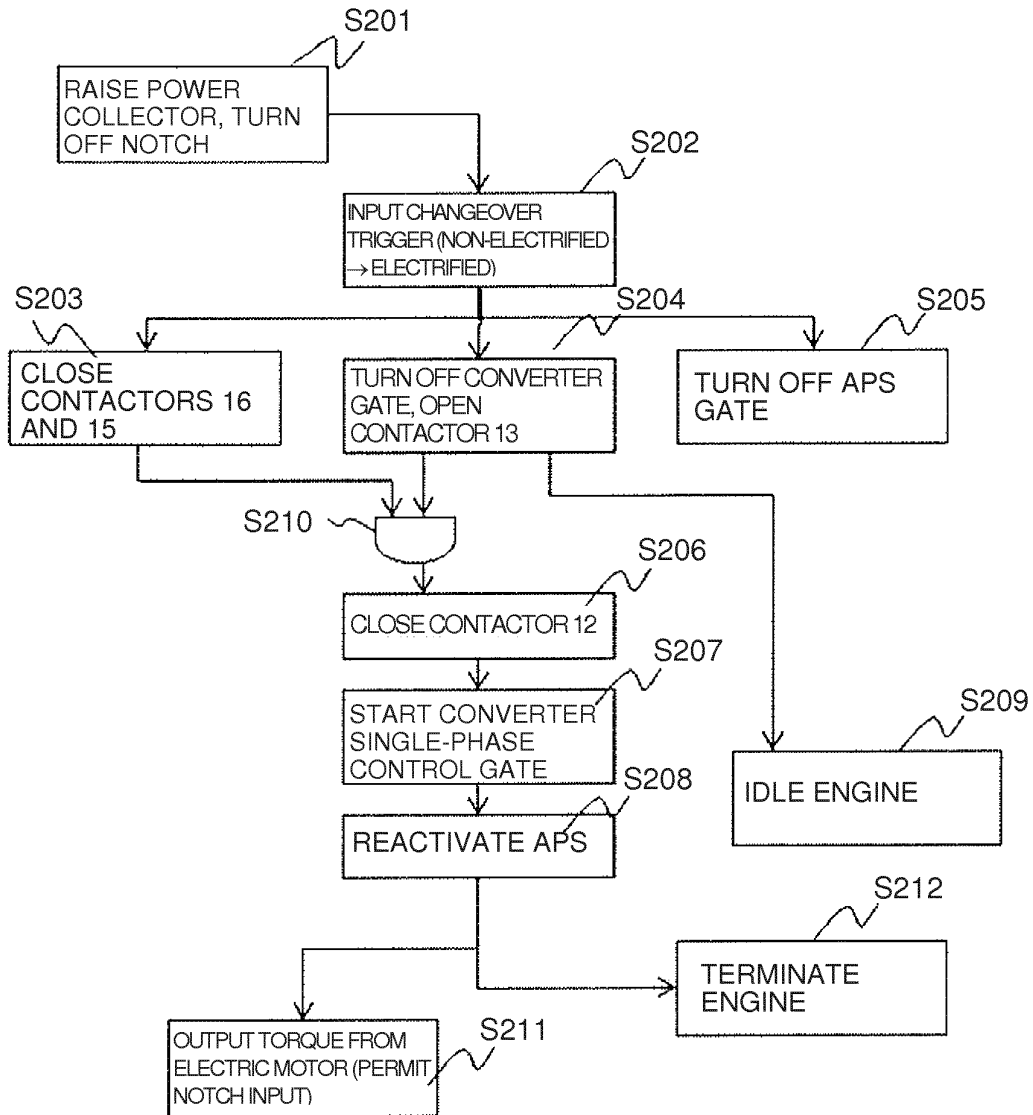 S201
RAISE POWER
COLLECTOR, TURN
OFF NOTCH
S202
INPUT CHANGEOVER
TRIGGER (NON-ELECTRIFIED
→ ELECTRIFIED)
S203
CLOSE
CONTACTORS 16
AND 15
S204
TURN OFF CONVERTER
GATE, OPEN
CONTACTOR 13
S205
TURN OFF APS
GATE
S210
S206
CLOSE CONTACTOR 12
S207
START CONVERTER
SINGLE-PHASE
CONTROL GATE
S209
IDLE ENGINE
S208
REACTIVATE APS
S212
TERMINATE
ENGINE
S211
OUTPUT TORQUE FROM
ELECTRIC MOTOR (PERMIT
NOTCH INPUT)